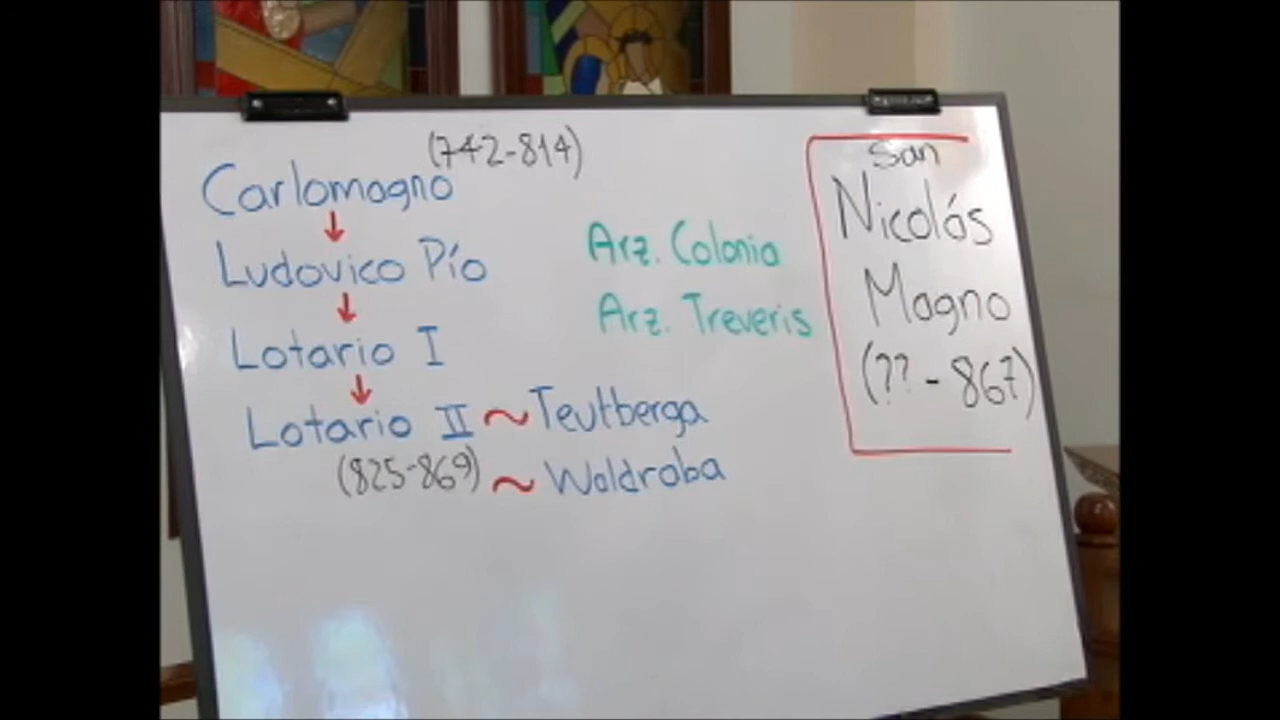 (742-814)
Carlomagno
Ludovico Pío
Lotario I
Lotario II ~ Teutberga
(825-869) ~ Waldroba
Arz. Colonia
Arz. Treveris
San
Nicolás
Magno
(?? - 867)